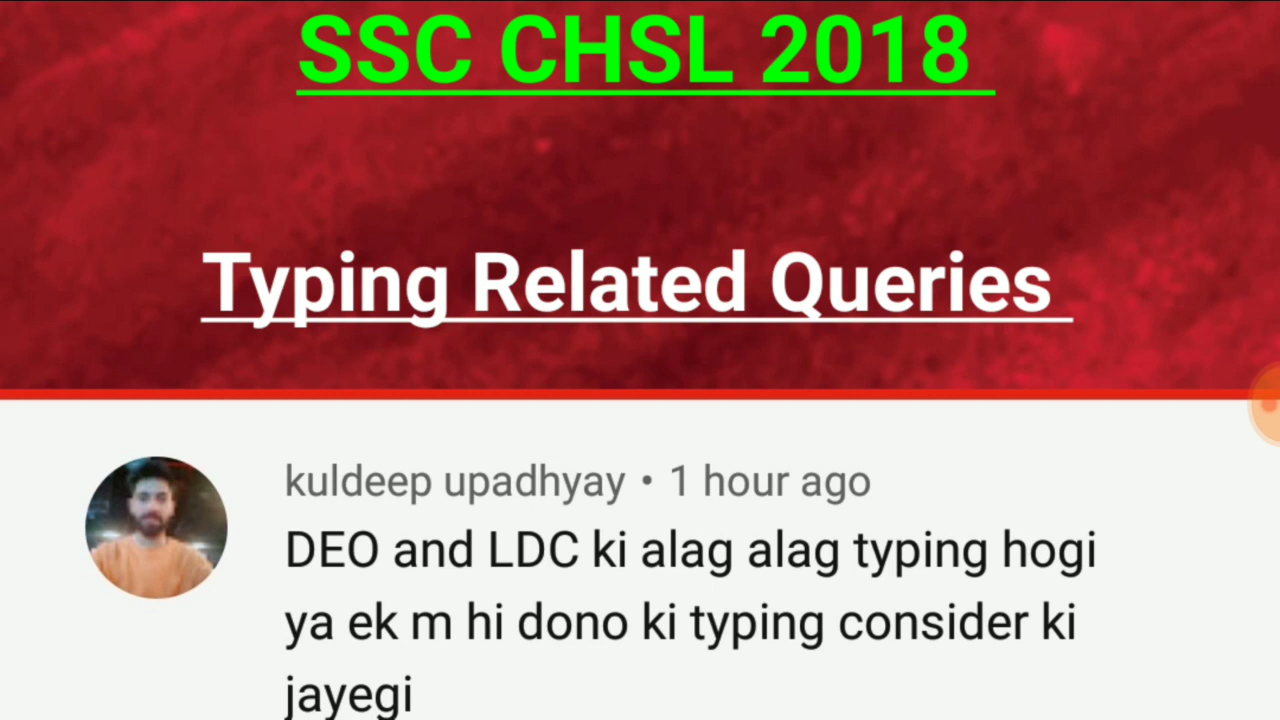 SSC CHSL 2018
Typing Related Queries
kuldeep upadhyay • 1 hour ago
DEO and LDC ki alag alag typing hogi
ya ek m hi dono ki typing consider ki
jayegi